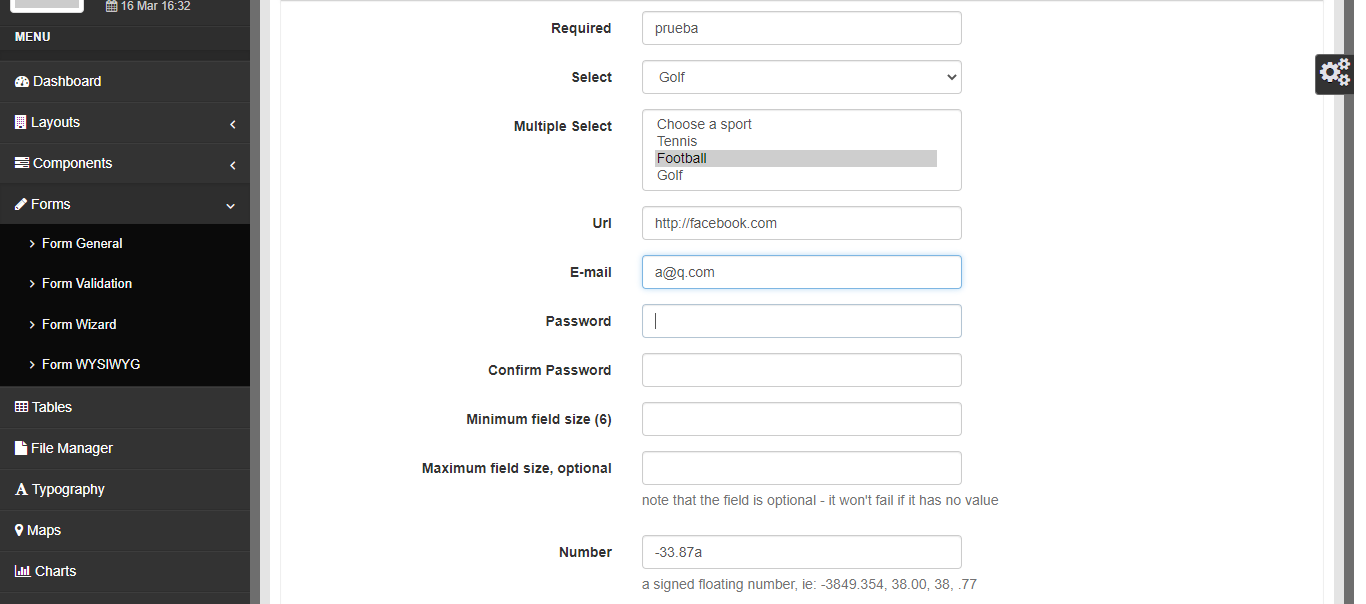 16 Mar 16:32
MENU
Dashboard
Layouts
Components
Forms
Form General
Form Validation
Form Wizard
Form WYSIWYG
Tables
File Manager
Typography
Maps
Charts
Required
prueba
Select
Golf
Multiple Select
Choose a sport
Tennis
Football
Golf
Url
http://facebook.com
E-mail
a@q.com
Password
Confirm Password
Minimum field size (6)
Maximum field size, optional
note that the field is optional - it won't fail if it has no value
Number
-33.87a
a signed floating number, ie: -3849.354, 38.00, 38, .77